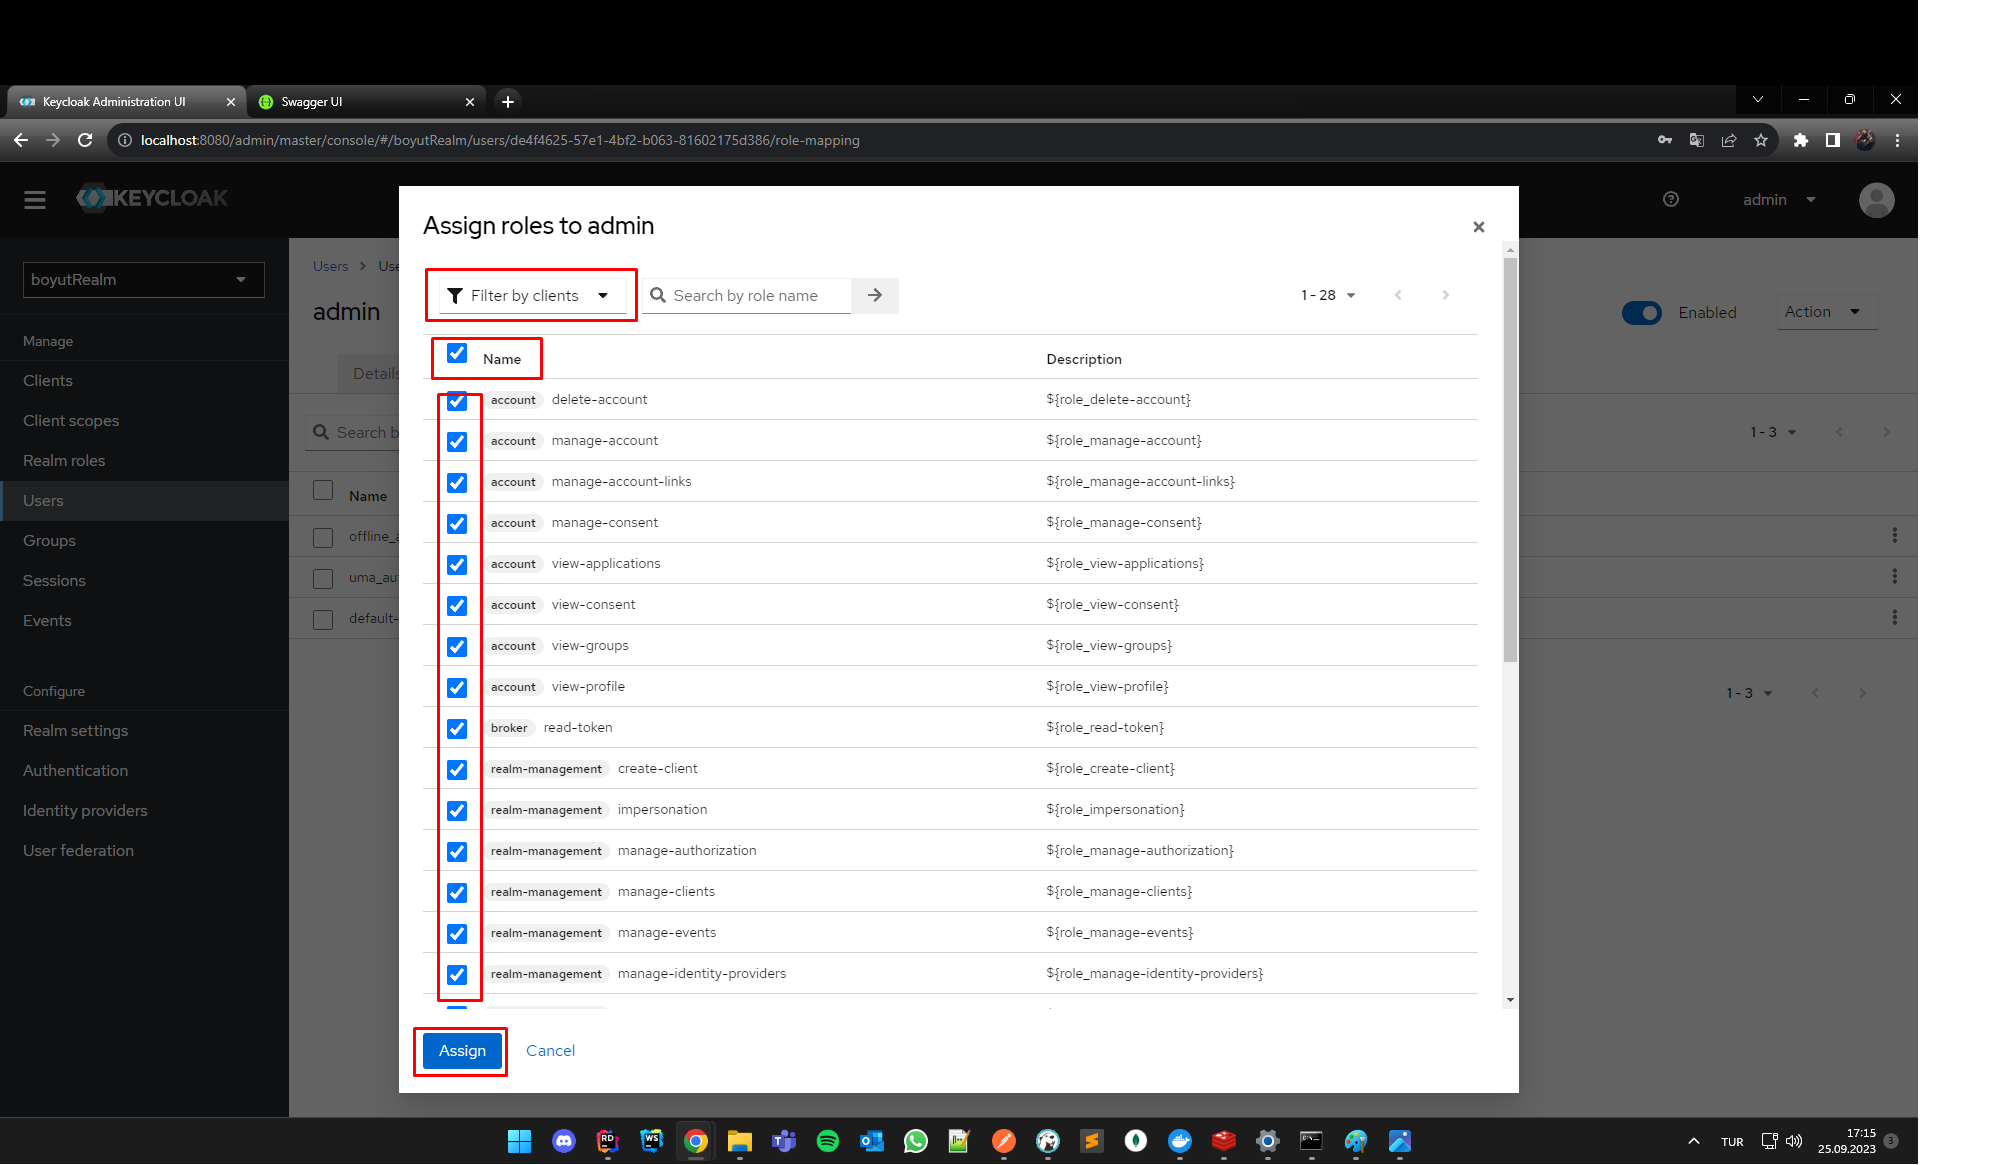 Keycloak Administration UI
Swagger UI
localhost:8080/admin/master/console/#/boyutRealm/users/de4f4625-57e1-4bf2-b063-81602175d386/role-mapping
KEYCLOAK
admin
boyutRealm
Manage
Clients
Client scopes
Realm roles
Users
Groups
Sessions
Events
Configure
Realm settings
Authentication
Identity providers
User federation
Users
admin
Details
Enabled
Action
1 - 3
Name
1 - 3
Assign roles to admin
Filter by clients
Search by role name
1 - 28
Name Description
account delete-account ${role_delete-account}
account manage-account ${role_manage-account}
account manage-account-links ${role_manage-account-links}
account manage-consent ${role_manage-consent}
account view-applications ${role_view-applications}
account view-consent ${role_view-consent}
account view-groups ${role_view-groups}
account view-profile ${role_view-profile}
broker read-token ${role_read-token}
realm-management create-client ${role_create-client}
realm-management impersonation ${role_impersonation}
realm-management manage-authorization ${role_manage-authorization}
realm-management manage-clients ${role_manage-clients}
realm-management manage-events ${role_manage-events}
realm-management manage-identity-providers ${role_manage-identity-providers}
Assign
Cancel
TUR
17:15
25.09.2023
3